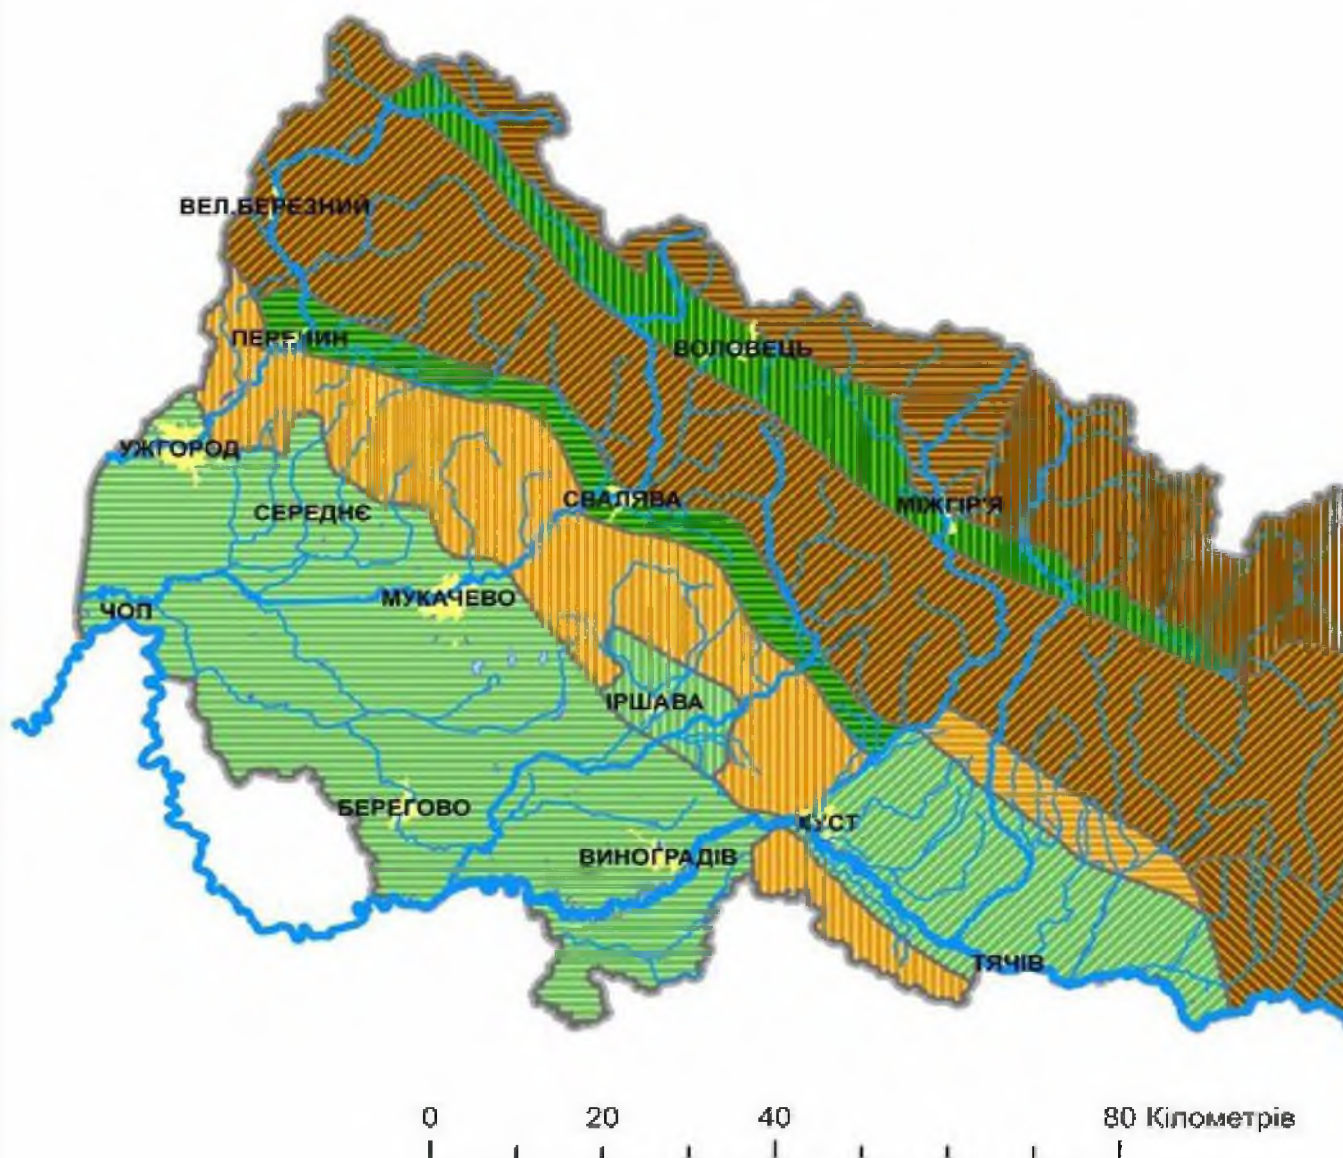 ВЕЛ.БЕРЕЗНИЙ
ПЕРЕЧИН
ВОЛОВЕЦЬ
УЖГОРОД
СЕРЕДНЄ
СВАЛЯВА
МІЖГІР'Я
ЧОП
МУКАЧЕВО
ІРШАВА
БЕРЕГОВО
ХУСТ
ВИНОГРАДІВ
ТЯЧІВ
0 20 40 80 Кілометрів